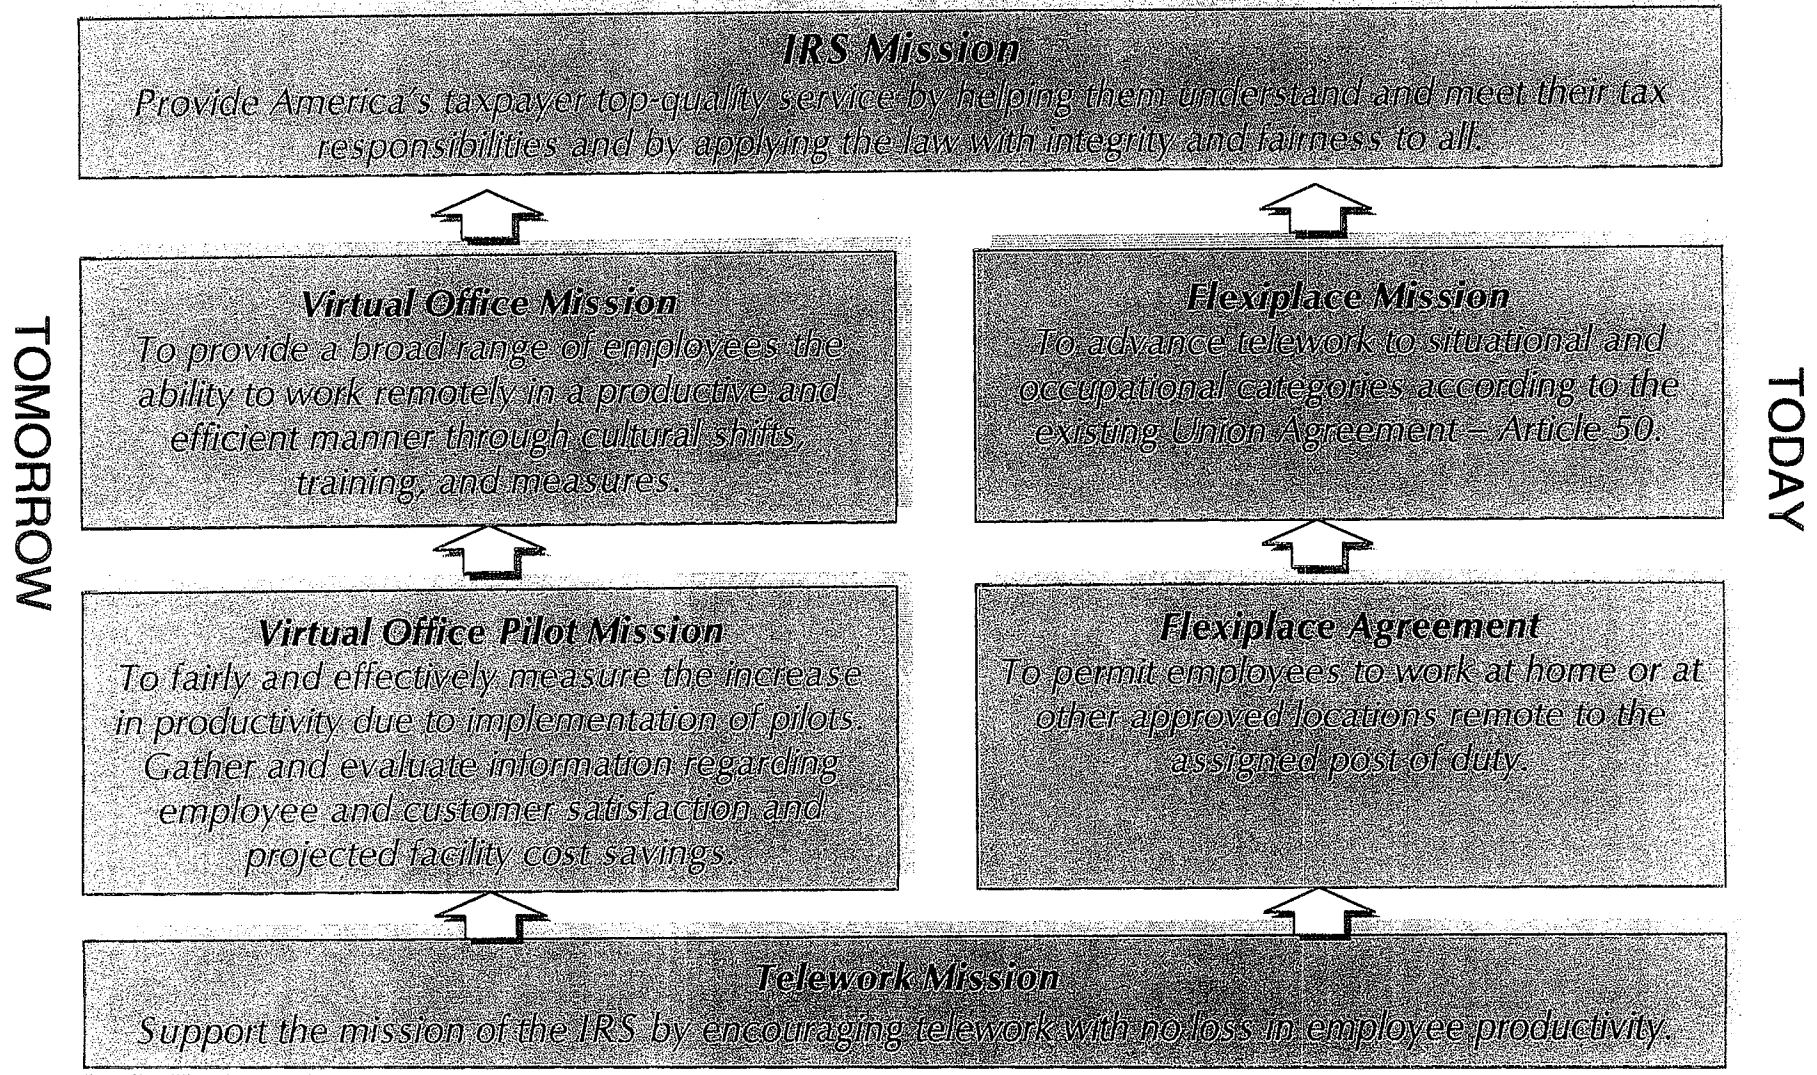 IRS Mission
Provide America's taxpayer top-quality service by helping them understand and meet their tax
responsibilities and by applying the law with integrity and fairness to all.
TOMORROW
Virtual Office Mission
To provide a broad range of employees the
ability to work remotely in a productive and
efficient manner through cultural shifts,
training, and measures.
Flexiplace Mission
To advance telework to situational and
occupational categories according to the
existing Union Agreement – Article 50.
TODAY
Virtual Office Pilot Mission
To fairly and effectively measure the increase
in productivity due to implementation of pilots.
Gather and evaluate information regarding
employee and customer satisfaction and
projected facility cost savings.
Flexiplace Agreement
To permit employees to work at home or at
other approved locations remote to the
assigned post of duty.
Telework Mission
Support the mission of the IRS by encouraging telework with no loss in employee productivity.